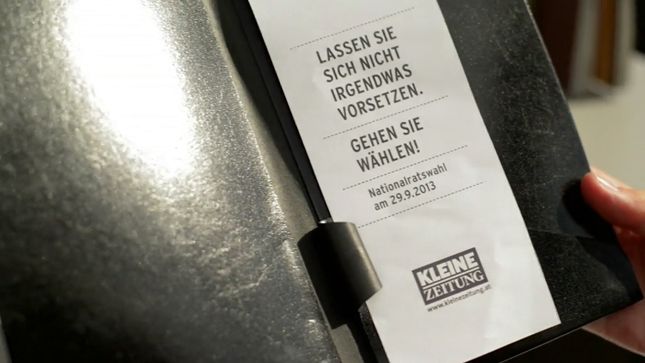 LASSEN SIE
SICH NICHT
IRGENDWAS
VORSETZEN.
GEHEN SIE
WÄHLEN!
Nationalratswahl
am 29.9.2013
KLEINE
ZEITUNG
www.kleinezeitung.at